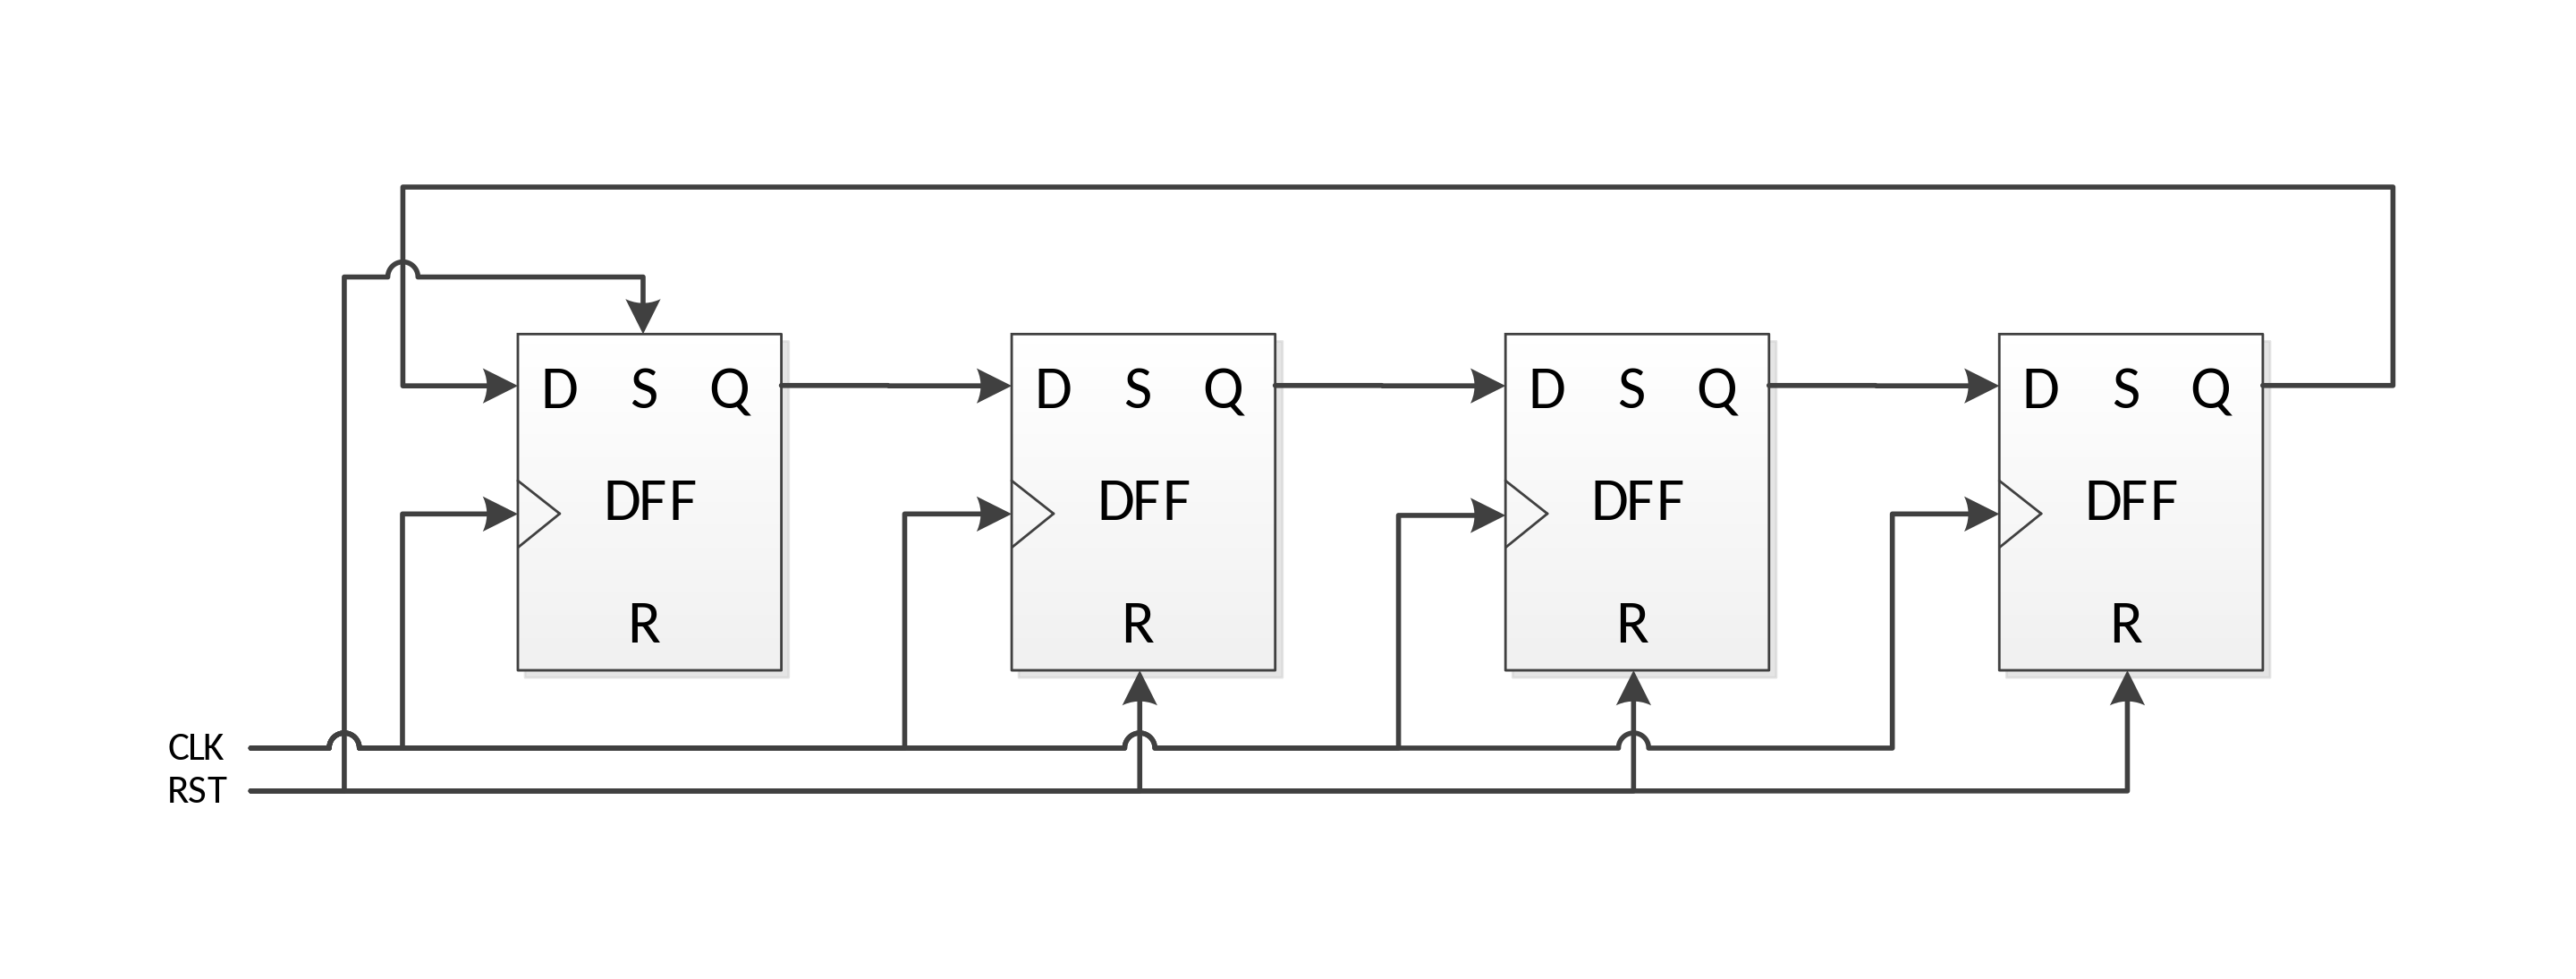 D S Q D S Q D S Q D S Q
DFF DFF DFF DFF
R R R R
CLK
RST